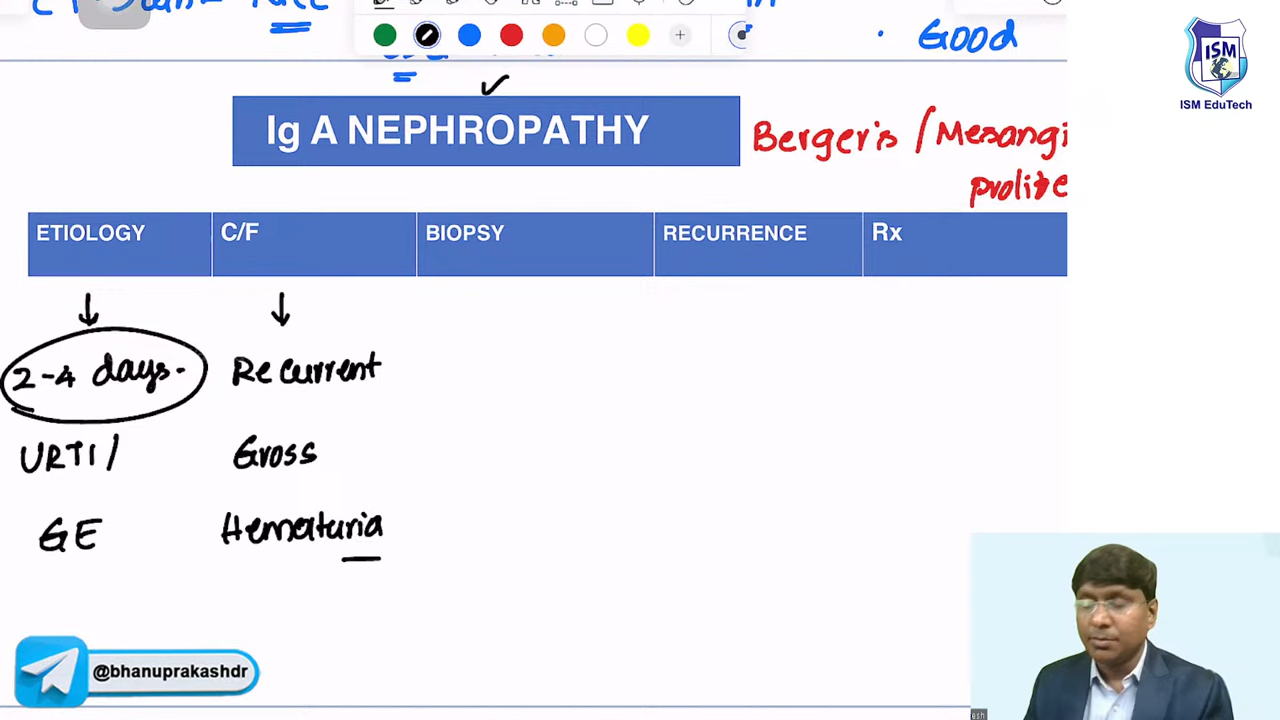 GOOD
ISM
ISM EduTech
Ig A NEPHROPATHY
Berger's / Mesangi
prolife
ETIOLOGY C/F BIOPSY RECURRENCE Rx
2-4 days. Recurrent
URTI / Gross
GE Hematuria
@bhanuprakashdr
esh